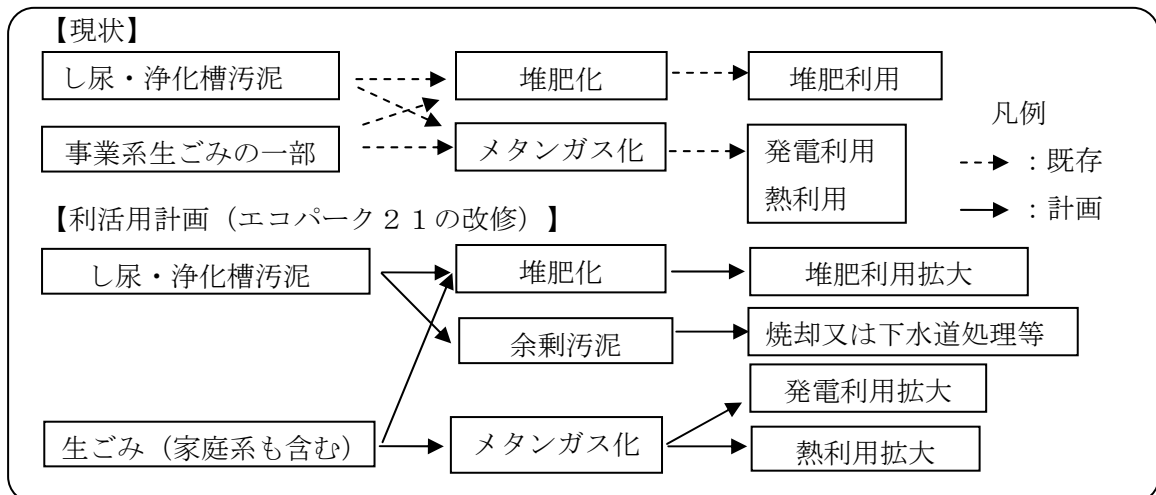 【現状】
し尿・浄化槽汚泥
堆肥化
堆肥利用
凡例
事業系生ごみの一部
メタンガス化
発電利用
熱利用
：既存
：計画
【利活用計画（エコパーク２１の改修）】
し尿・浄化槽汚泥
堆肥化
堆肥利用拡大
余剰汚泥
焼却又は下水道処理等
発電利用拡大
生ごみ（家庭系も含む）
メタンガス化
熱利用拡大